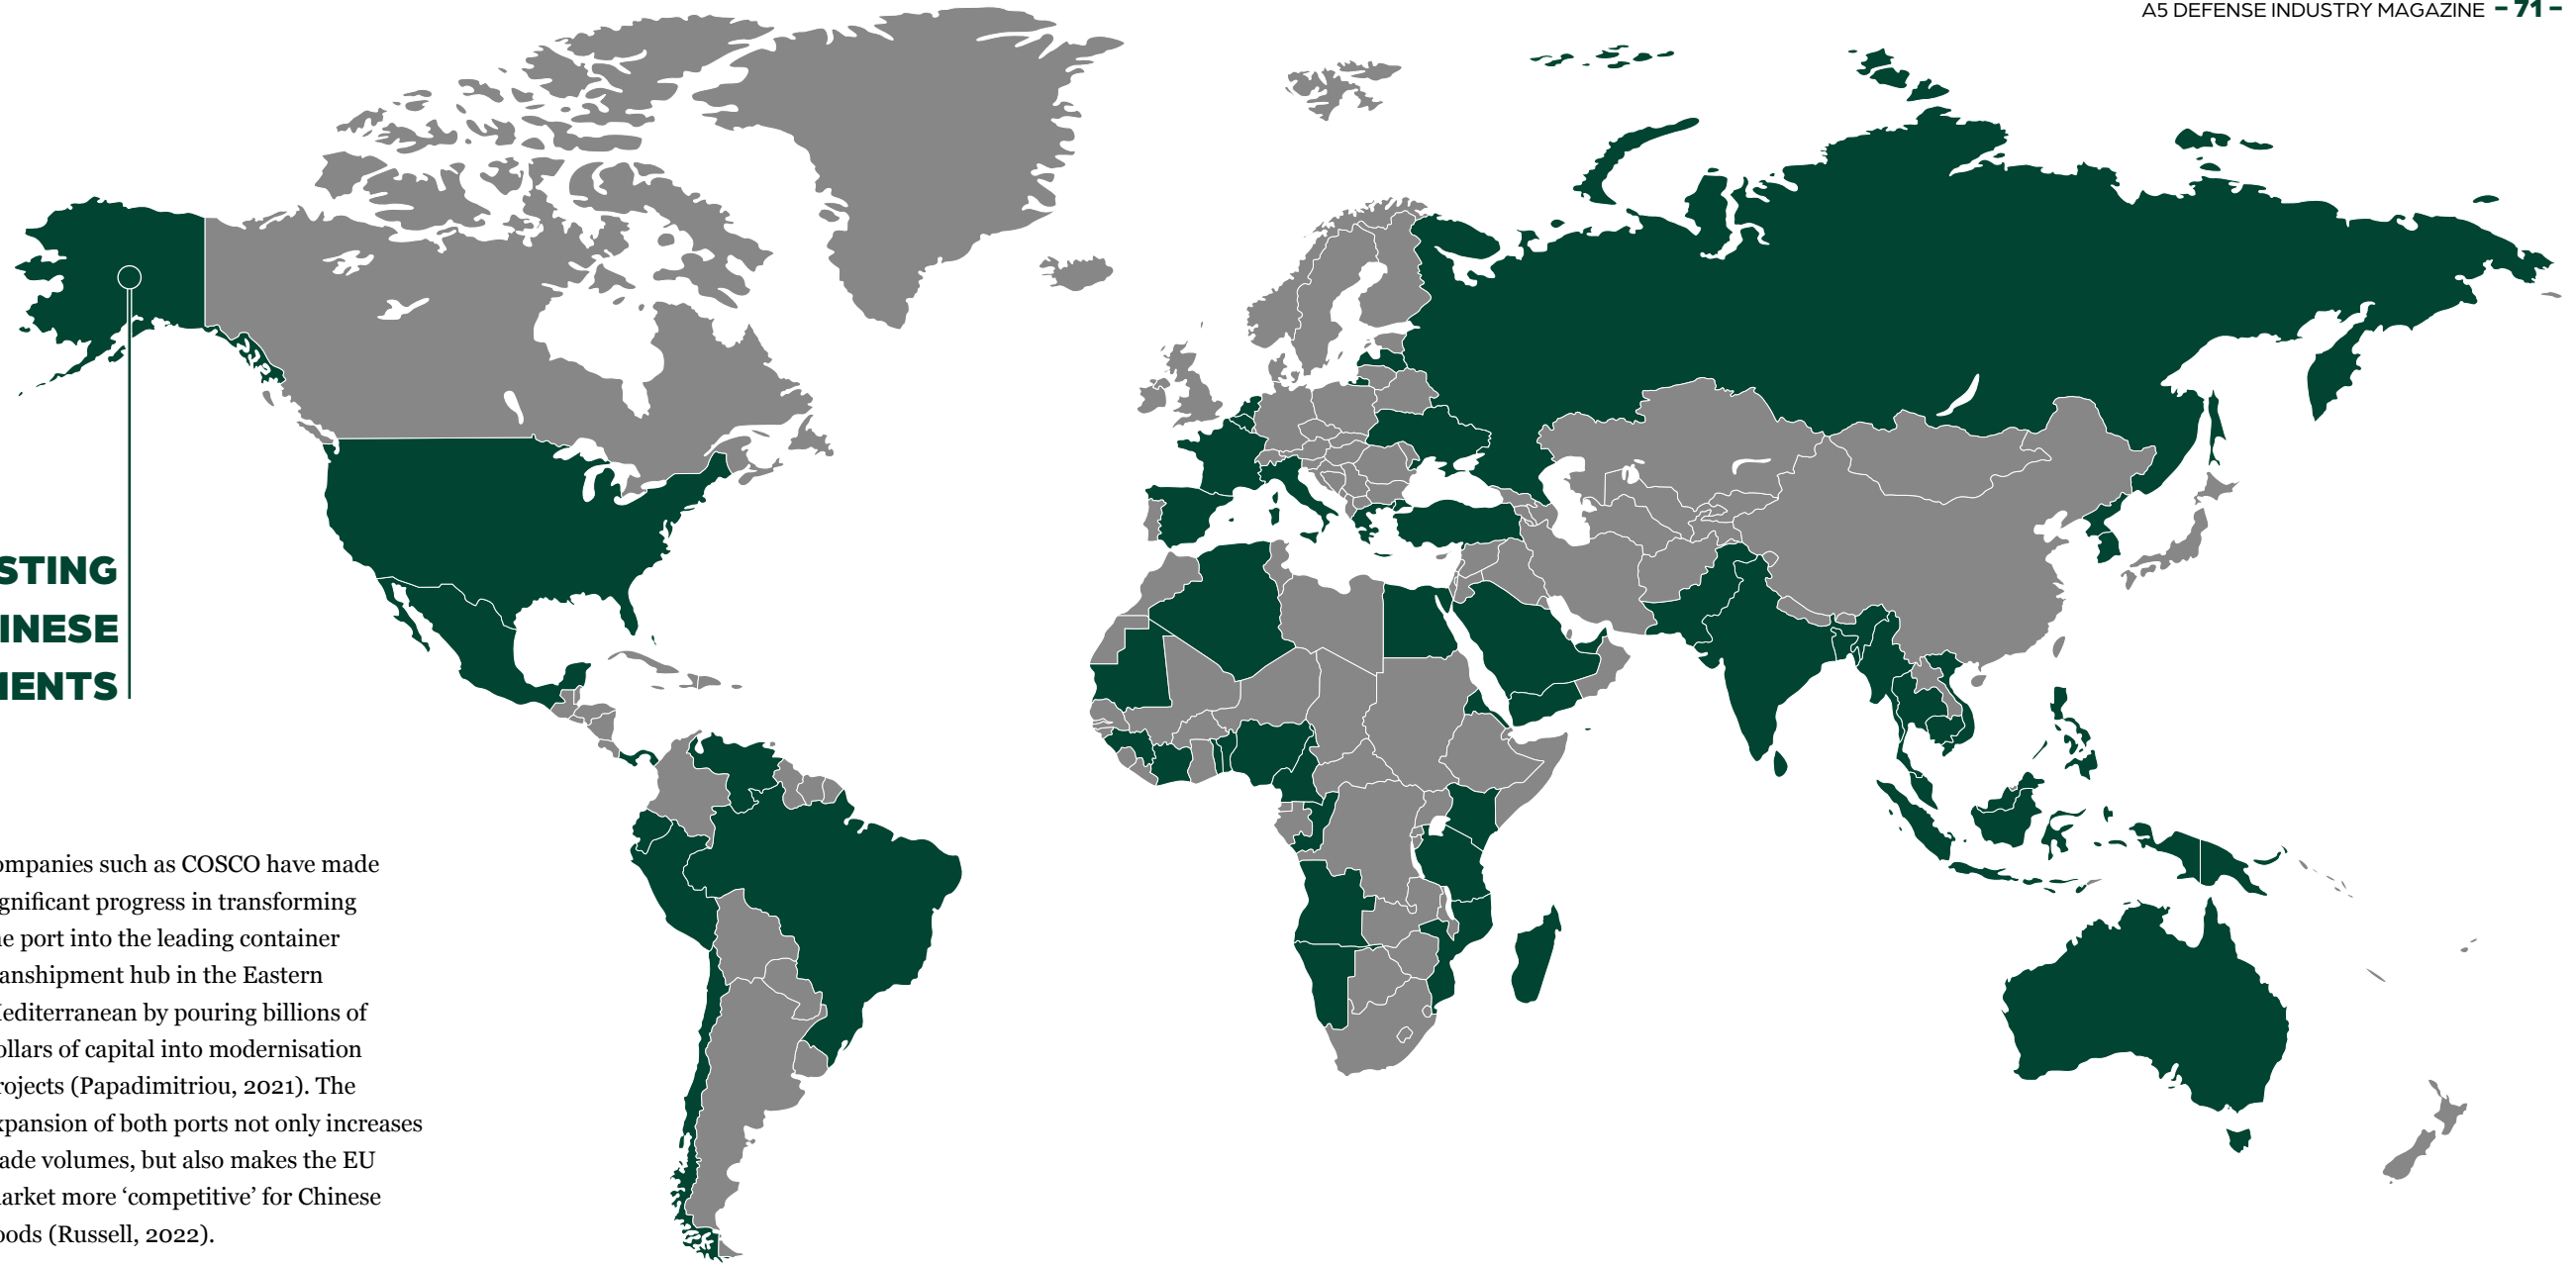 A5 DEFENSE INDUSTRY MAGAZINE – 71 –
STING
INESE
MENTS
ompanies such as COSCO have made
gnificant progress in transforming
e port into the leading container
anshipment hub in the Eastern
editerranean by pouring billions of
ollars of capital into modernisation
rojects (Papadimitriou, 2021). The
xpansion of both ports not only increases
ade volumes, but also makes the EU
arket more ‘competitive’ for Chinese
oods (Russell, 2022).